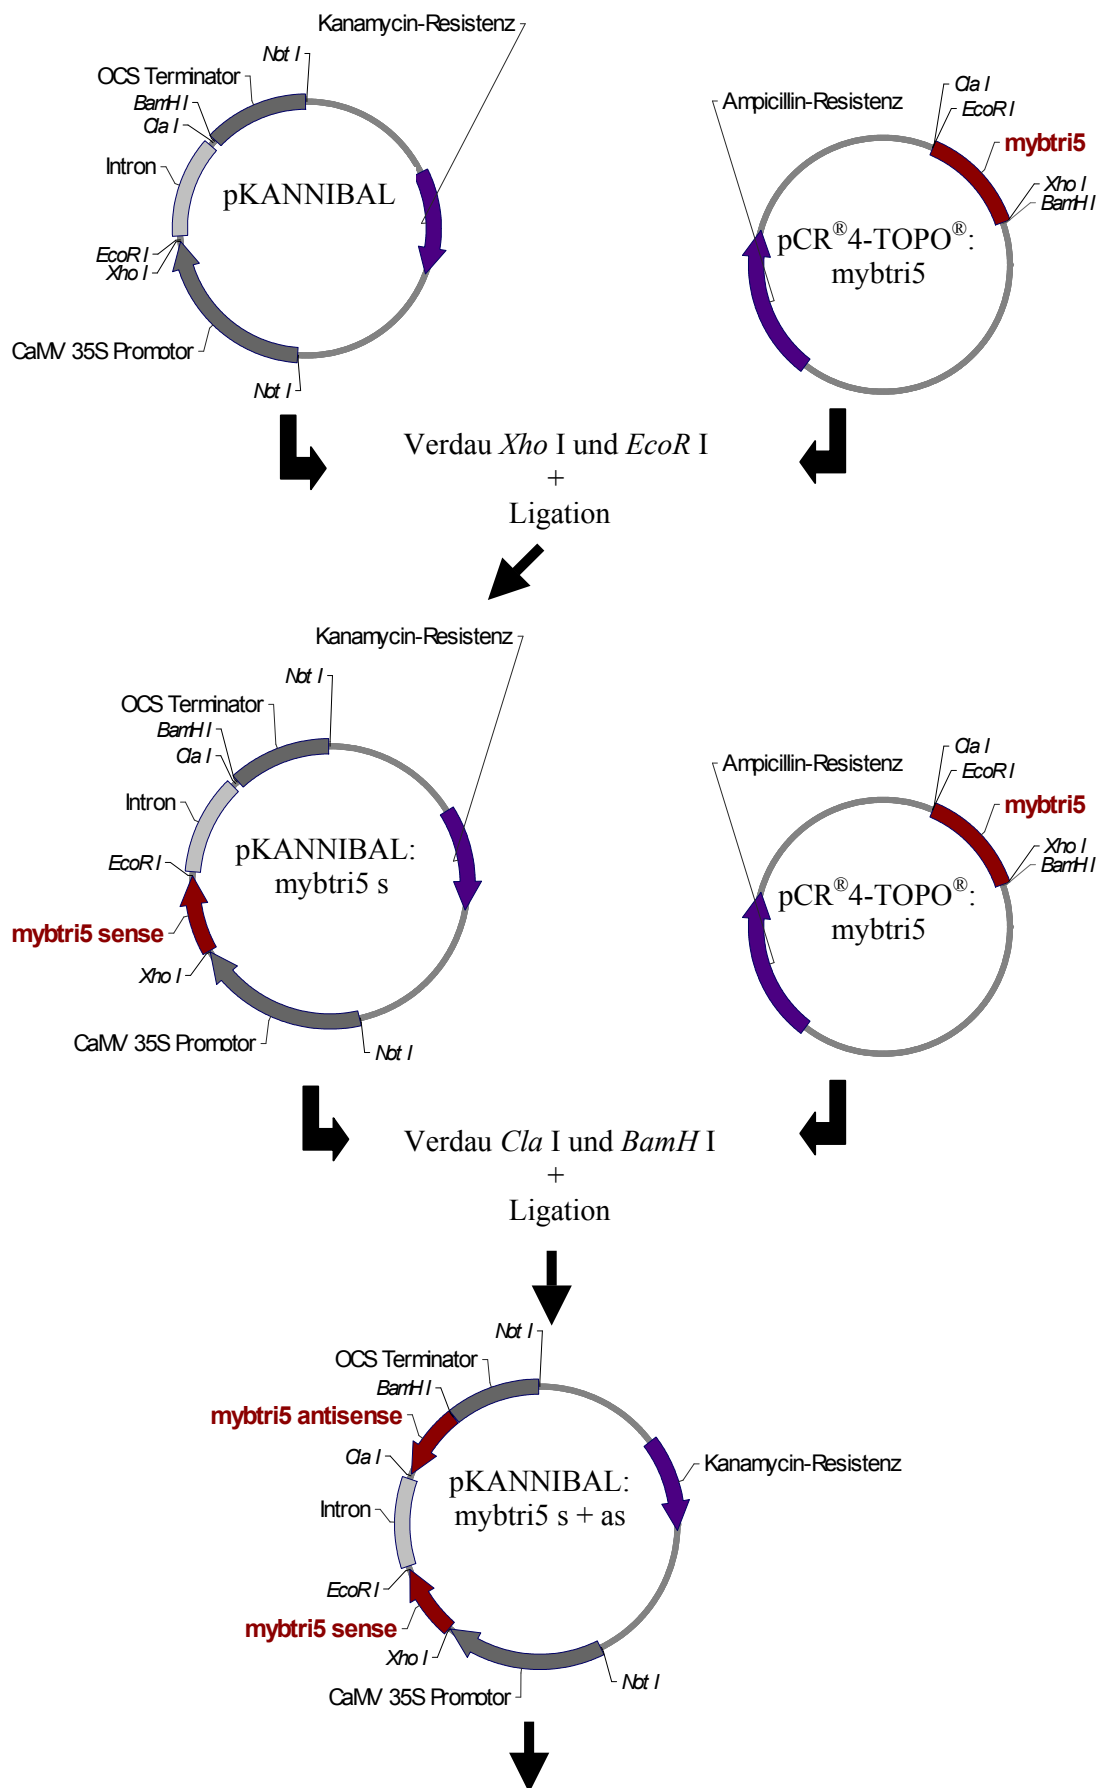 Kanamycin-Resistenz
Not I
OCS Terminator
BamH I
Cla I
Intron
pKANNIBAL
EcoR I
Xho I
CaMV 35S Promotor
Not I
Cla I
EcoR I
Ampicillin-Resistenz
mybtri5
Xho I
BamH I
pCR®4-TOPO®:
mybtri5
Verdau Xho I und EcoR I
+
Ligation
Kanamycin-Resistenz
Not I
OCS Terminator
BamH I
Cla I
Intron
pKANNIBAL:
mybtri5 s
EcoR I
mybtri5 sense
Xho I
CaMV 35S Promotor
Not I
Cla I
Ampicillin-Resistenz
EcoR I
mybtri5
Xho I
BamH I
pCR®4-TOPO®:
mybtri5
Verdau Cla I und BamH I
+
Ligation
Not I
OCS Terminator
BamH I
mybtri5 antisense
Cla I
Kanamycin-Resistenz
pKANNIBAL:
mybtri5 s + as
Intron
EcoR I
mybtri5 sense
Xho I
Not I
CaMV 35S Promotor